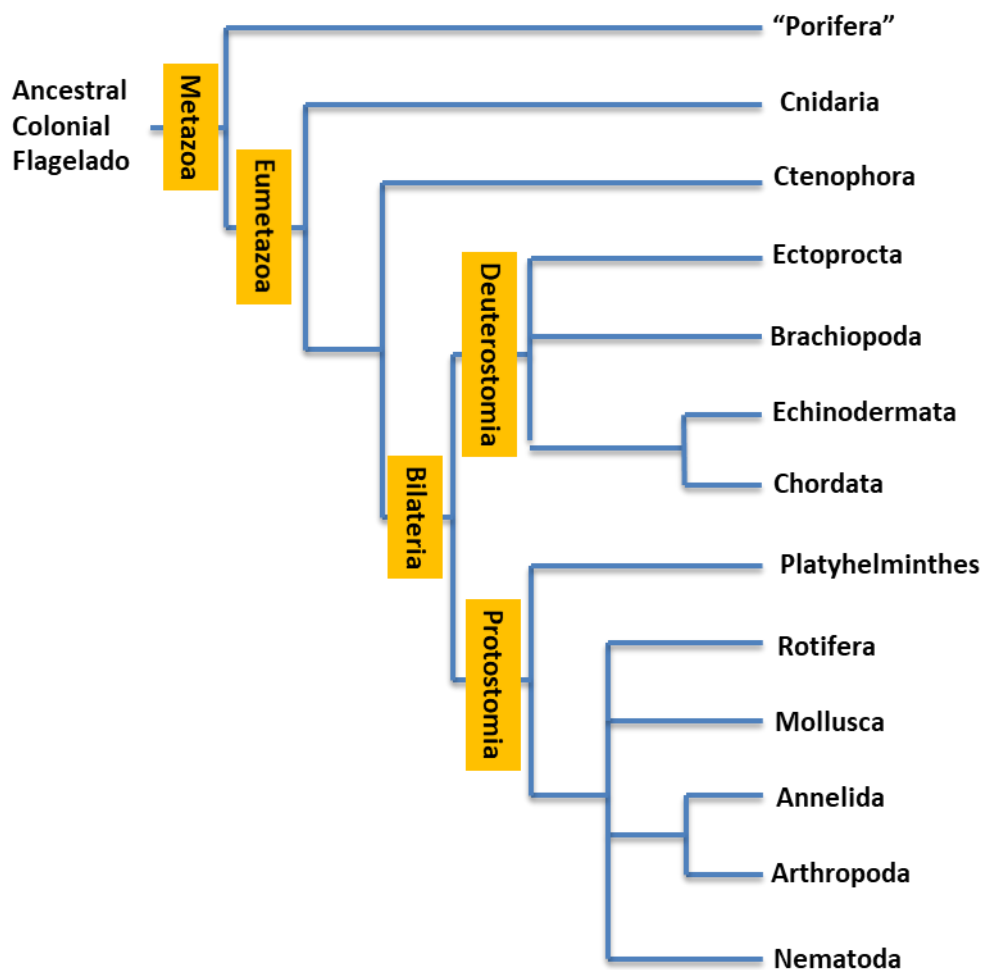 “Porifera”
Ancestral
Colonial
Flagelado
Metazoa
Cnidaria
Eumetazoa
Ctenophora
Ectoprocta
Deuterostomia
Brachiopoda
Echinodermata
Chordata
Bilateria
Platyhelminthes
Protostomia
Rotifera
Mollusca
Annelida
Arthropoda
Nematoda